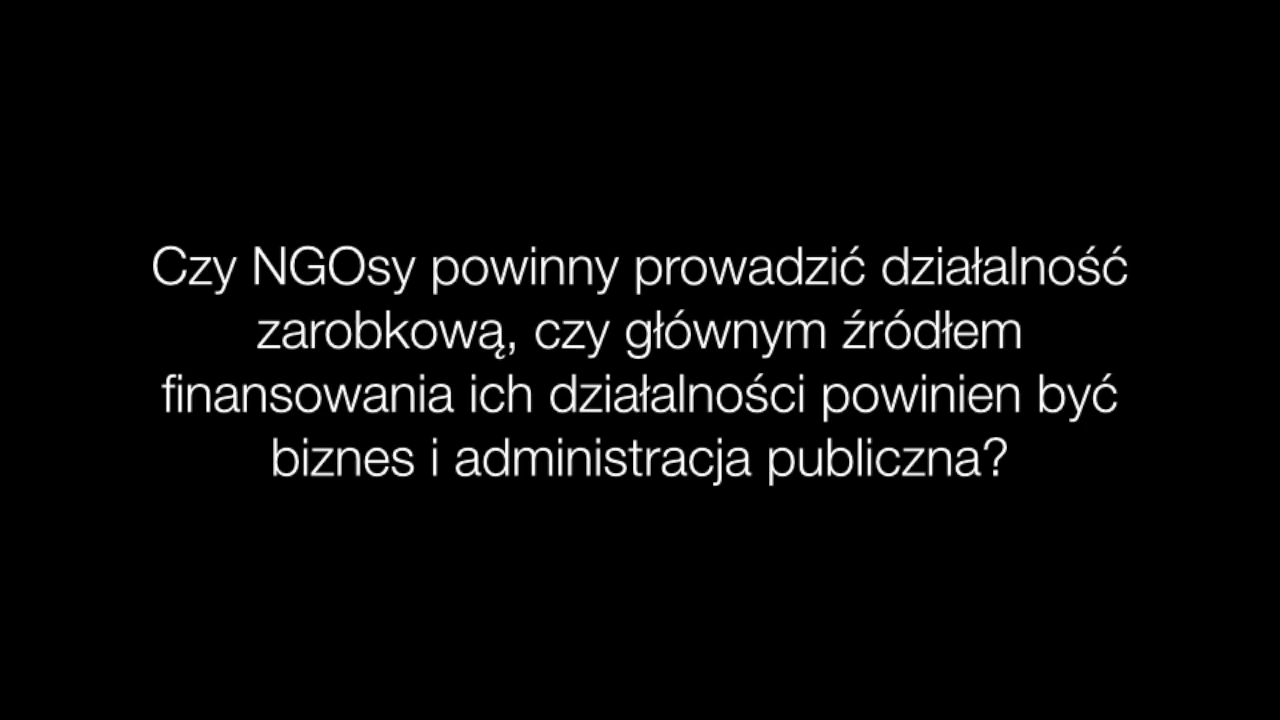 Czy NGOsy powinny prowadzić działalność
zarobkową, czy głównym źródłem
finansowania ich działalności powinien być
biznes i administracja publiczna?